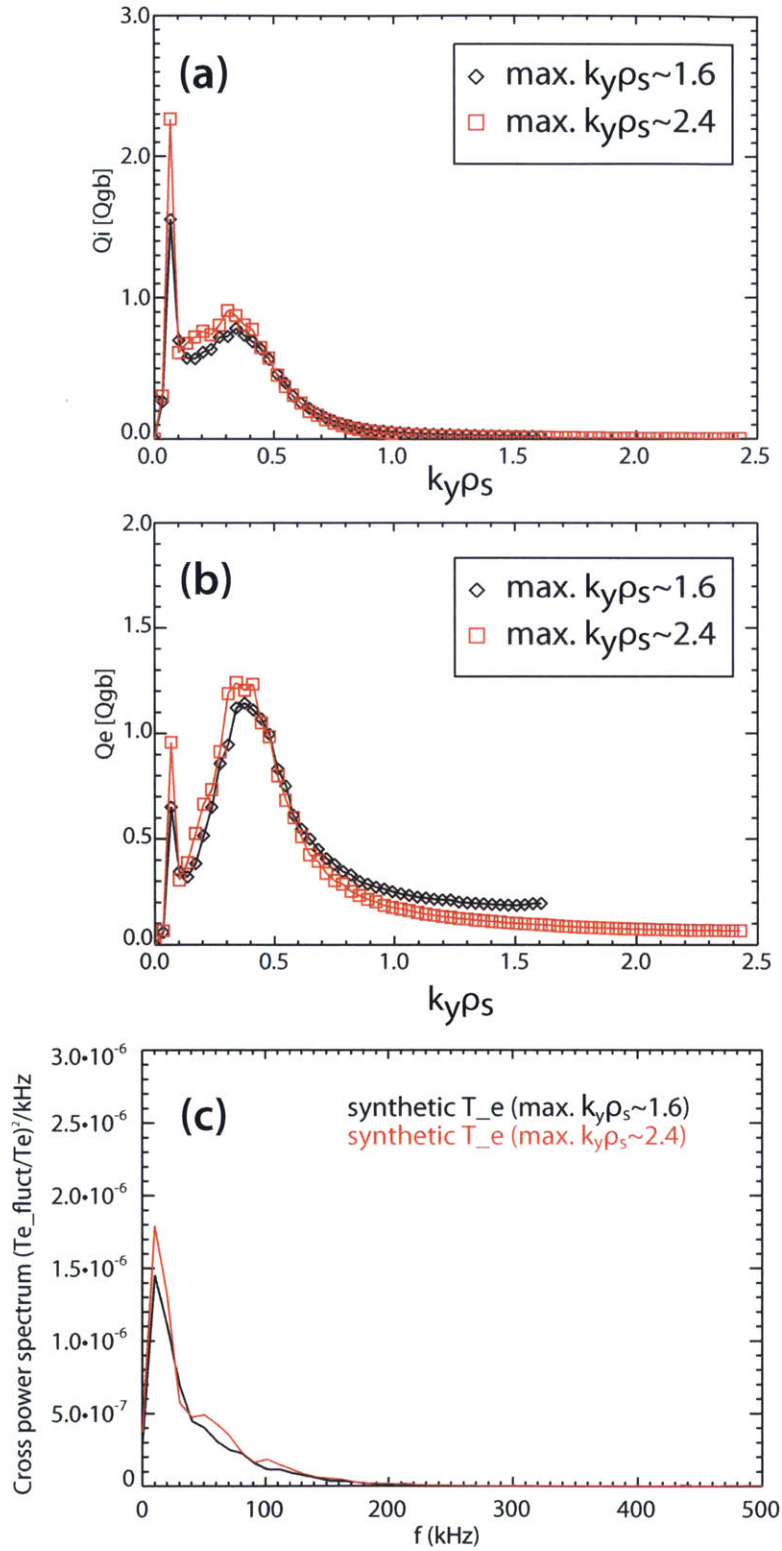 3.0
(a)
max. kyρs~1.6
max. kyρs~2.4
2.0
Qi [Qgb]
1.0
0.0
0.0 0.5 1.0 1.5 2.0 2.5
kyρs
2.0
(b)
max. kyρs~1.6
max. kyρs~2.4
1.5
Qe [Qgb]
1.0
0.5
0.0
0.0 0.5 1.0 1.5 2.0 2.5
kyρs
Cross power spectrum (Te_fluct/Te)²/kHz
3.0•10⁻⁶
(c)
synthetic T_e (max. kyρs~1.6)
synthetic T_e (max. kyρs~2.4)
2.5•10⁻⁶
2.0•10⁻⁶
1.5•10⁻⁶
1.0•10⁻⁶
5.0•10⁻⁷
0
0 100 200 300 400 500
f (kHz)